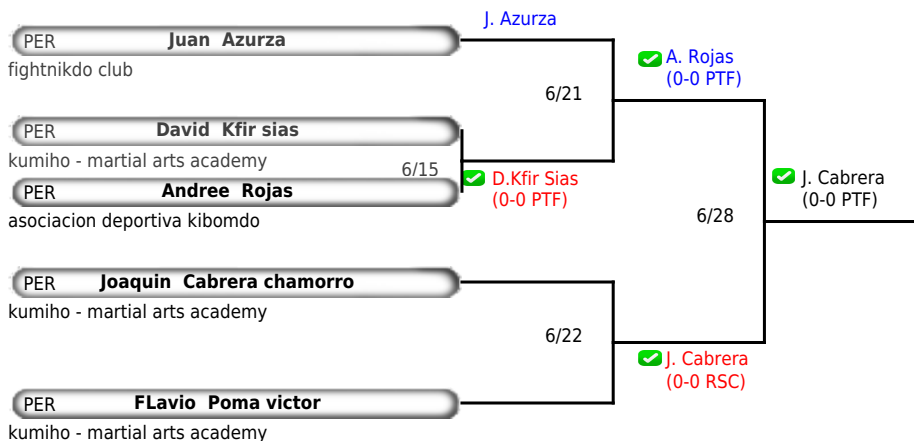 J. Azurza
PER Juan Azurza
fightnikdo club
A. Rojas
(0-0 PTF)
6/21
PER David Kfir sias
kumiho - martial arts academy
6/15
D.Kfir Sias
(0-0 PTF)
PER Andree Rojas
asociacion deportiva kibomdo
J. Cabrera
(0-0 PTF)
6/28
PER Joaquin Cabrera chamorro
kumiho - martial arts academy
6/22
J. Cabrera
(0-0 RSC)
PER FLavio Poma victor
kumiho - martial arts academy